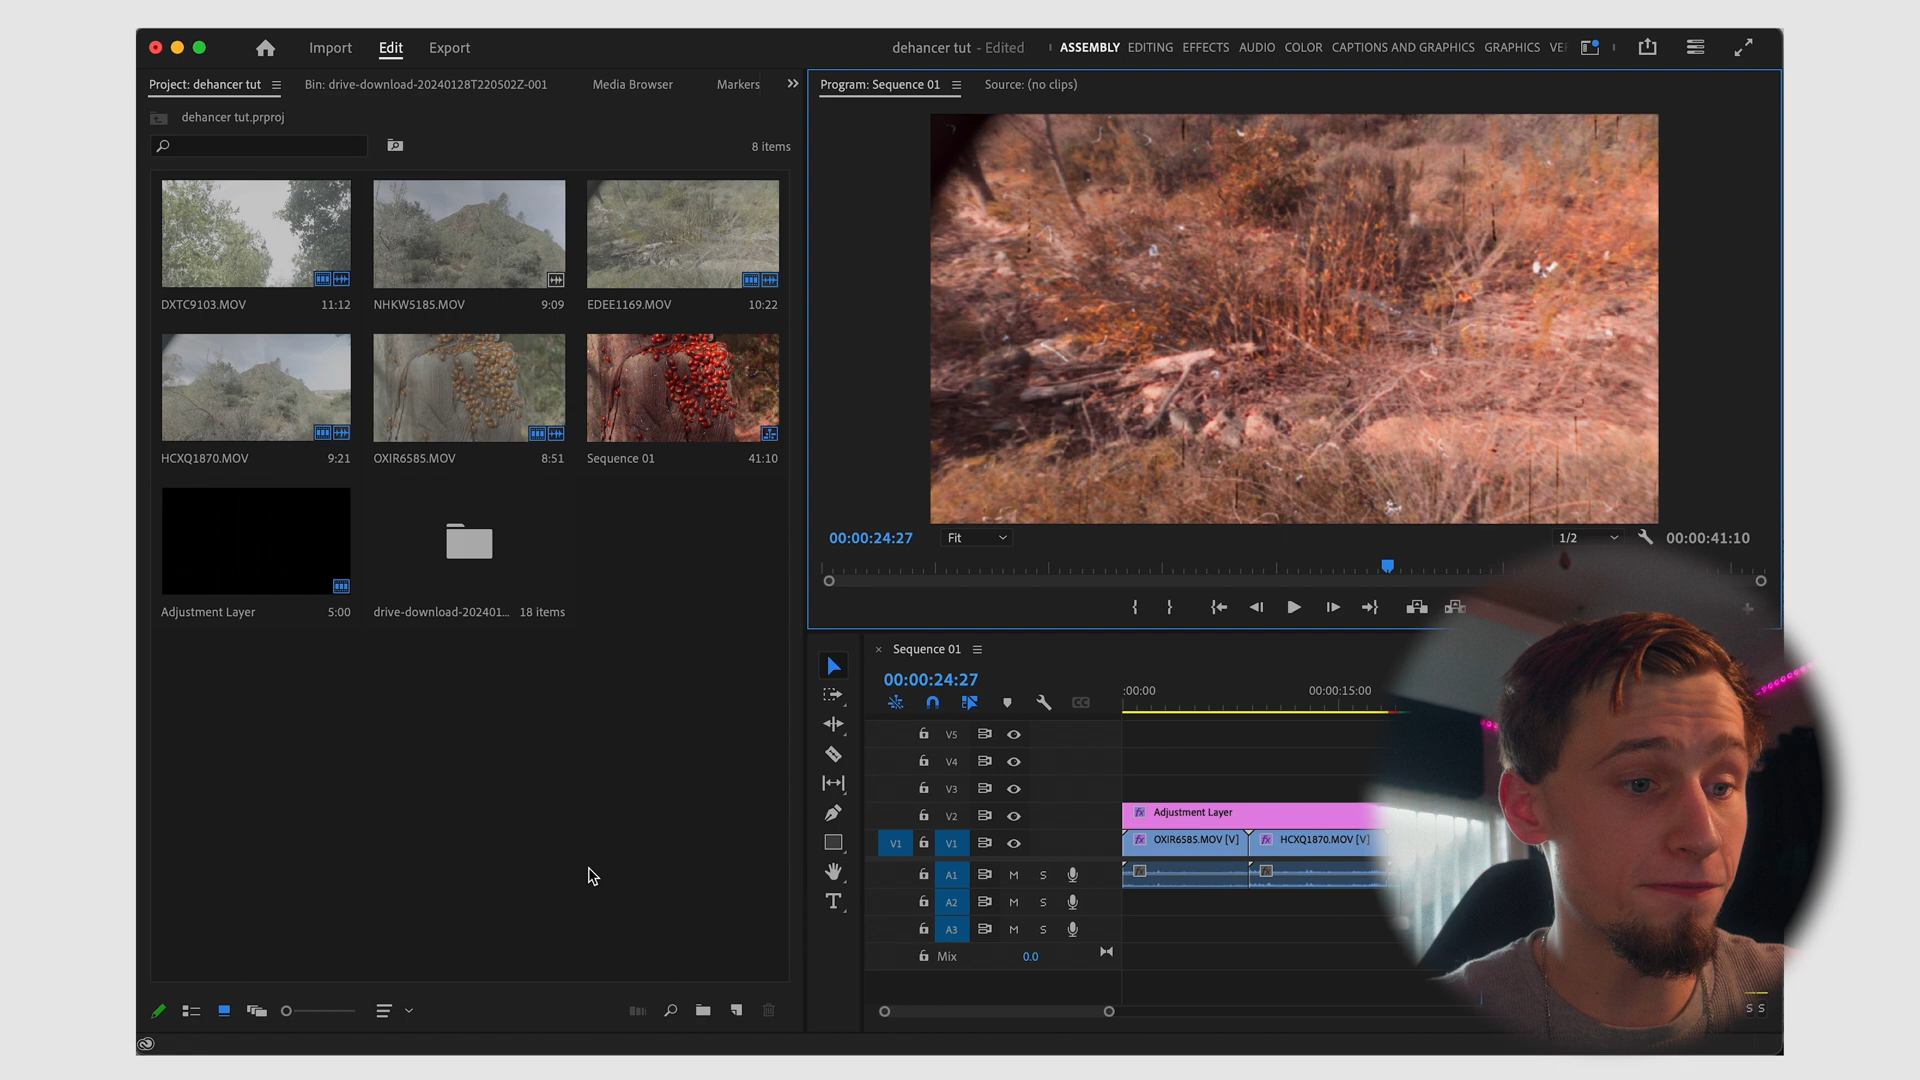 Import Edit Export dehancer tut - Edited ASSEMBLY EDITING EFFECTS AUDIO COLOR CAPTIONS AND GRAPHICS GRAPHICS VE
Project: dehancer tut Bin: drive-download-20240128T220502Z-001 Media Browser Markers
Program: Sequence 01 Source: (no clips)
dehancer tut.prproj
8 items
DXTC9103.MOV 11:12 NHKW5185.MOV 9:09 EDEE1169.MOV 10:22
HCXQ1870.MOV 9:21 OXIR6585.MOV 8:51 Sequence 01 41:10
Adjustment Layer 5:00 drive-download-202401... 18 items
00:00:24:27 Fit 1/2 00:00:41:10
Sequence 01
00:00:24:27
:00:00 00:00:15:00
CC
V5
V4
V3
V2 fx Adjustment Layer
V1 V1 fx OXIR6585.MOV [V] fx HCXQ1870.MOV [V]
A1 M S
A2 M S
A3 M S
Mix 0.0
S S